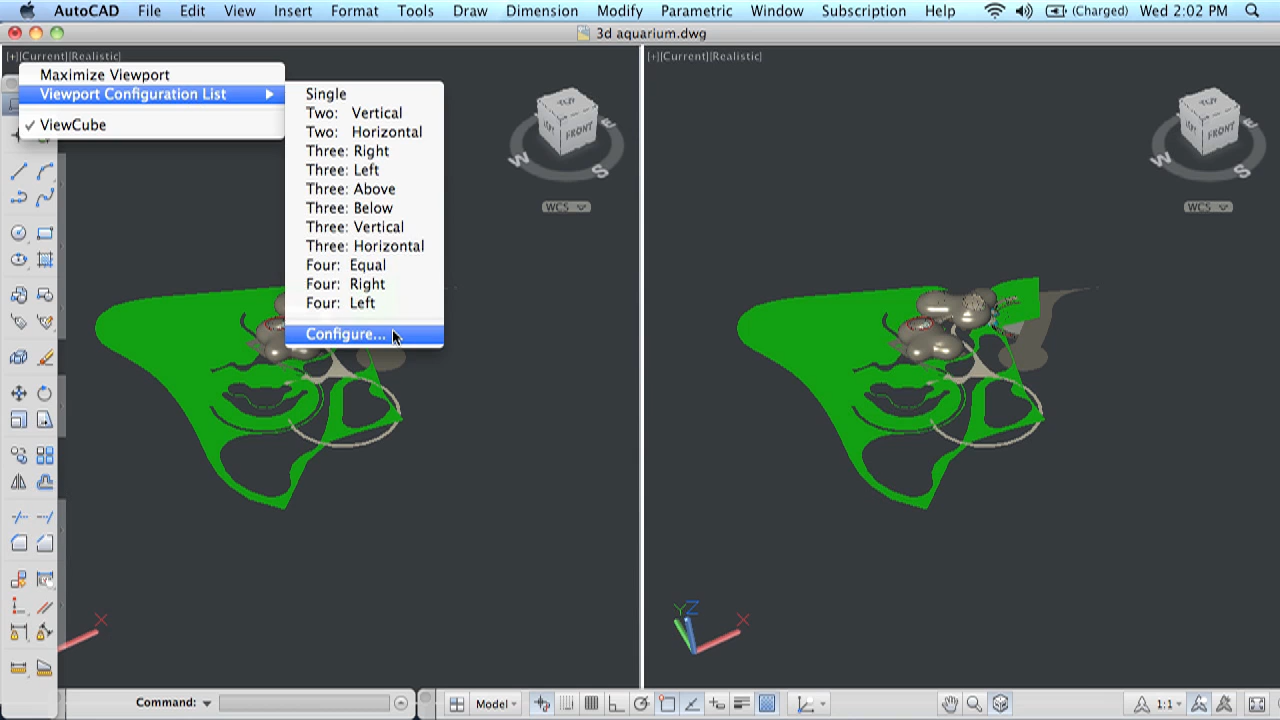 AutoCAD File Edit View Insert Format Tools Draw Dimension Modify Parametric Window Subscription Help (Charged) Wed 2:02 PM
3d aquarium.dwg
[+][Current][Realistic]
[+][Current][Realistic]
Maximize Viewport
Viewport Configuration List
ViewCube
Single
Two: Vertical
Two: Horizontal
Three: Right
Three: Left
Three: Above
Three: Below
Three: Vertical
Three: Horizontal
Four: Equal
Four: Right
Four: Left
Configure...
TOP
FRONT
W
S
E
WCS
TOP
FRONT
W
S
E
WCS
X
Y
Z
X
Command:
Model
1:1